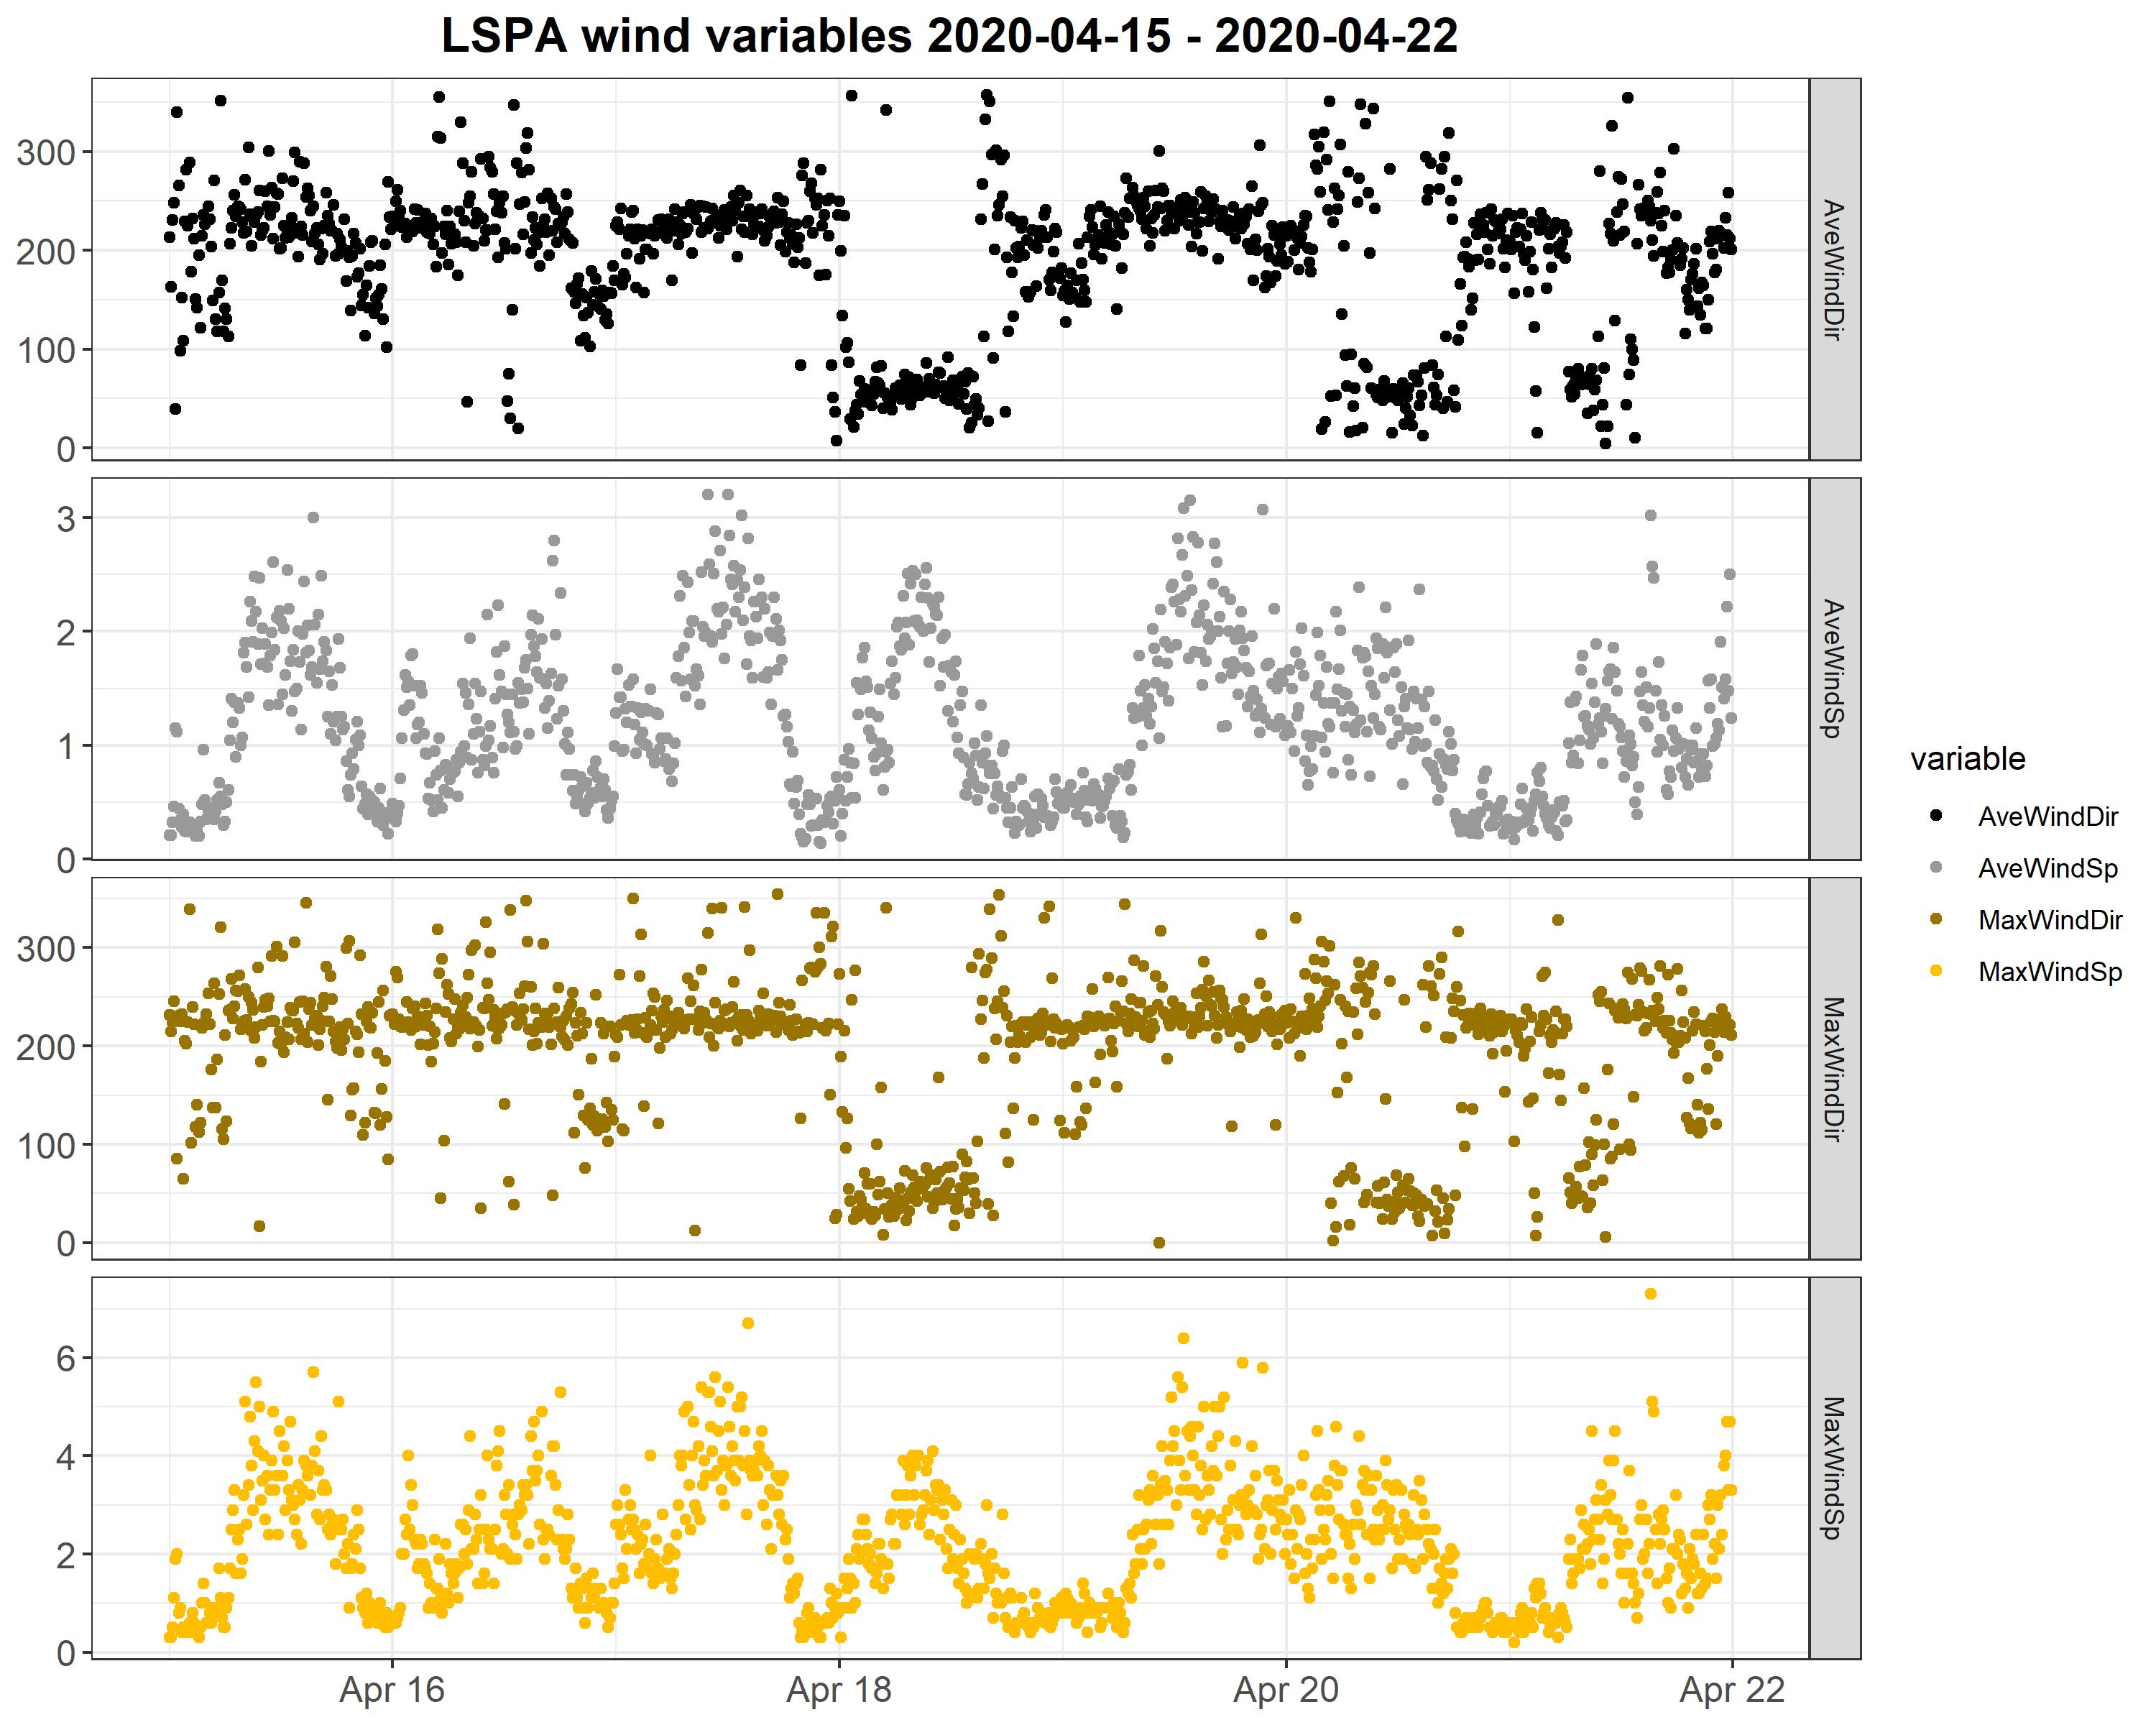 LSPA wind variables 2020-04-15 - 2020-04-22
300
200
100
0
AveWindDir
3
2
1
0
AveWindSp
300
200
100
0
MaxWindDir
6
4
2
0
MaxWindSp
Apr 16
Apr 18
Apr 20
Apr 22
variable
AveWindDir
AveWindSp
MaxWindDir
MaxWindSp